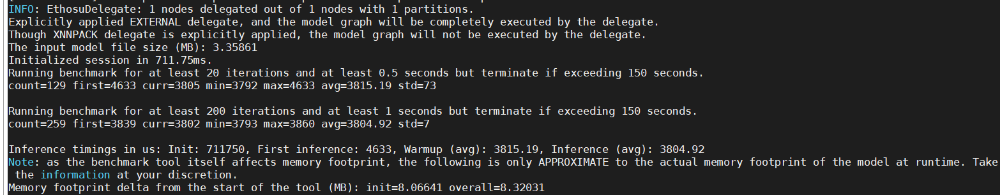 INFO: EthosuDelegate: 1 nodes delegated out of 1 nodes with 1 partitions.
Explicitly applied EXTERNAL delegate, and the model graph will be completely executed by the delegate.
Though XNNPACK delegate is explicitly applied, the model graph will not be executed by the delegate.
The input model file size (MB): 3.35861
Initialized session in 711.75ms.
Running benchmark for at least 20 iterations and at least 0.5 seconds but terminate if exceeding 150 seconds.
count=129 first=4633 curr=3805 min=3792 max=4633 avg=3815.19 std=73
Running benchmark for at least 200 iterations and at least 1 seconds but terminate if exceeding 150 seconds.
count=259 first=3839 curr=3802 min=3793 max=3860 avg=3804.92 std=7
Inference timings in us: Init: 711750, First inference: 4633, Warmup (avg): 3815.19, Inference (avg): 3804.92
Note: as the benchmark tool itself affects memory footprint, the following is only APPROXIMATE to the actual memory footprint of the model at runtime. Take
the information at your discretion.
Memory footprint delta from the start of the tool (MB): init=8.06641 overall=8.32031